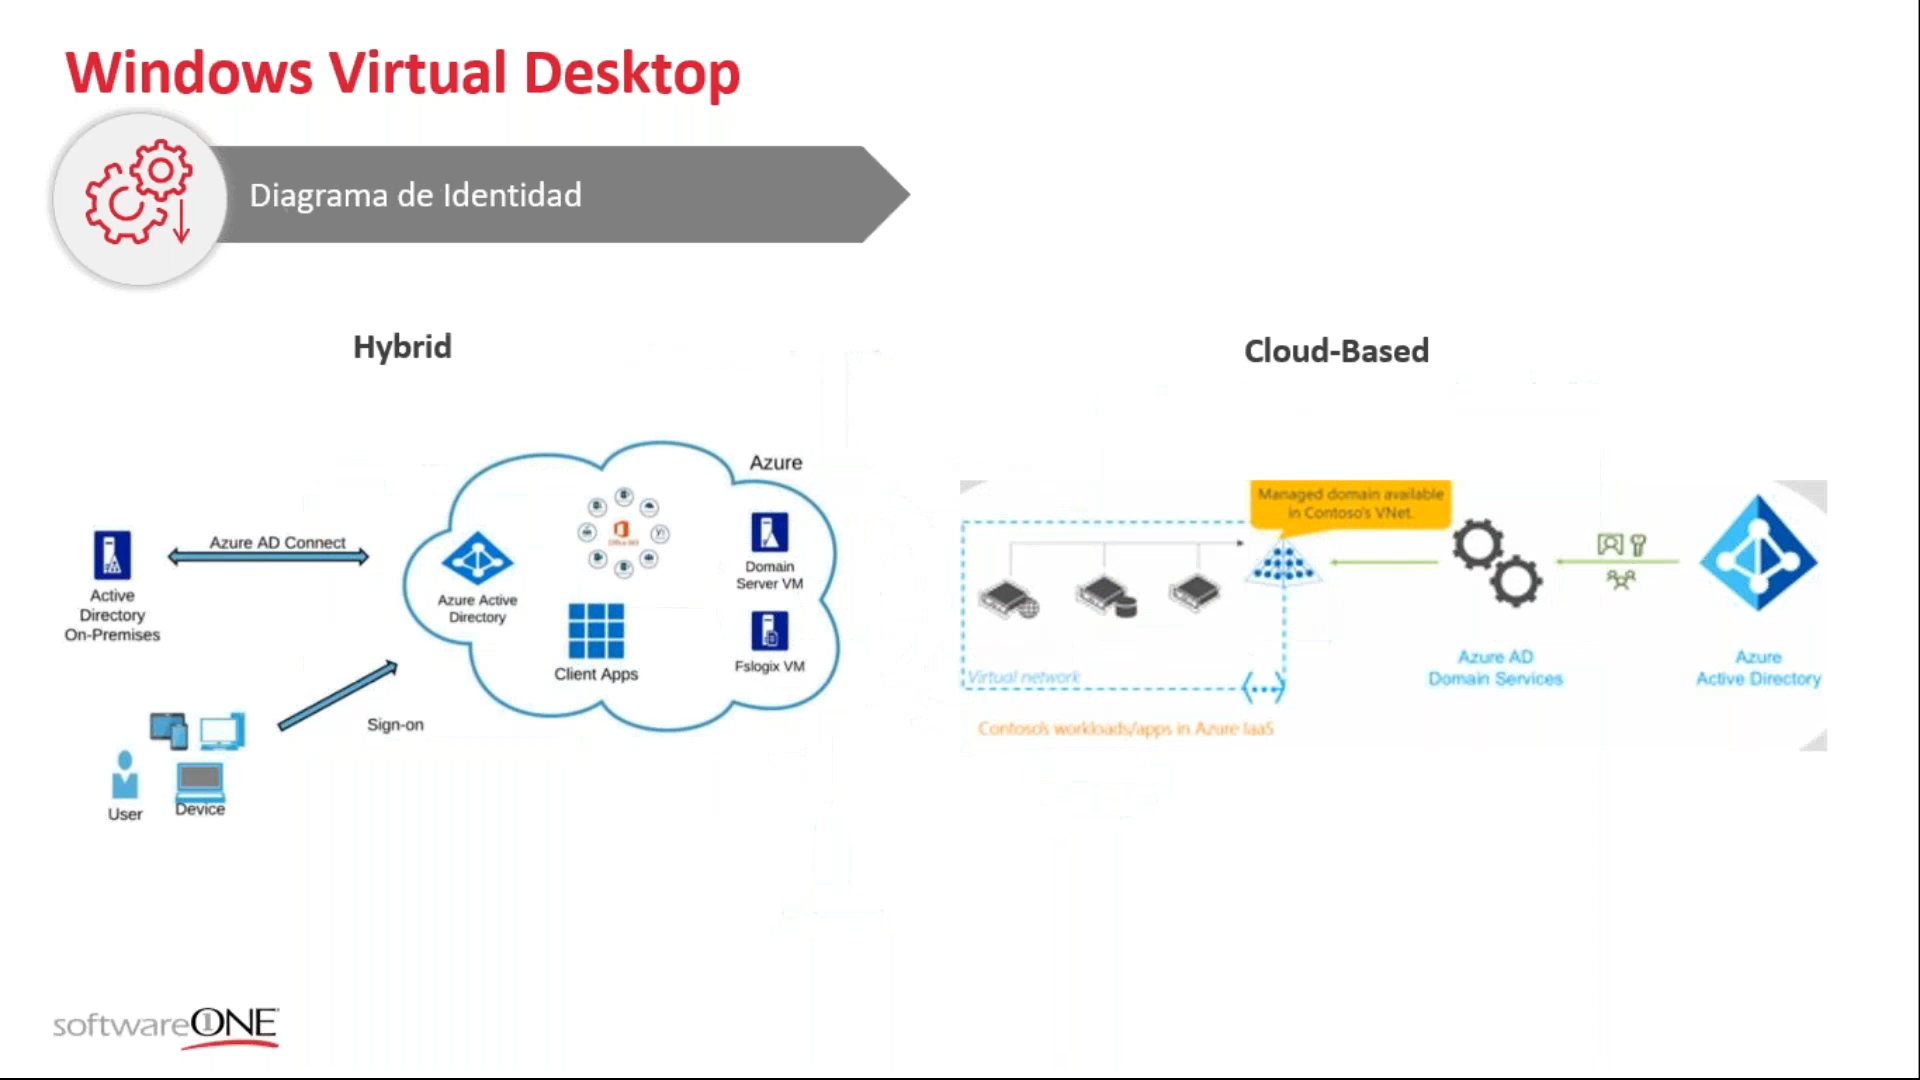 Windows Virtual Desktop
Diagrama de Identidad
Hybrid
Azure
Azure AD Connect
Active
Directory
On-Premises
Azure Active
Directory
Office 365
Client Apps
Domain
Server VM
Fslogix VM
Sign-on
User
Device
Cloud-Based
Managed domain available
in Contoso's VNet.
Virtual network
Contoso's workloads/apps in Azure IaaS
Azure AD
Domain Services
Azure
Active Directory
softwareONE